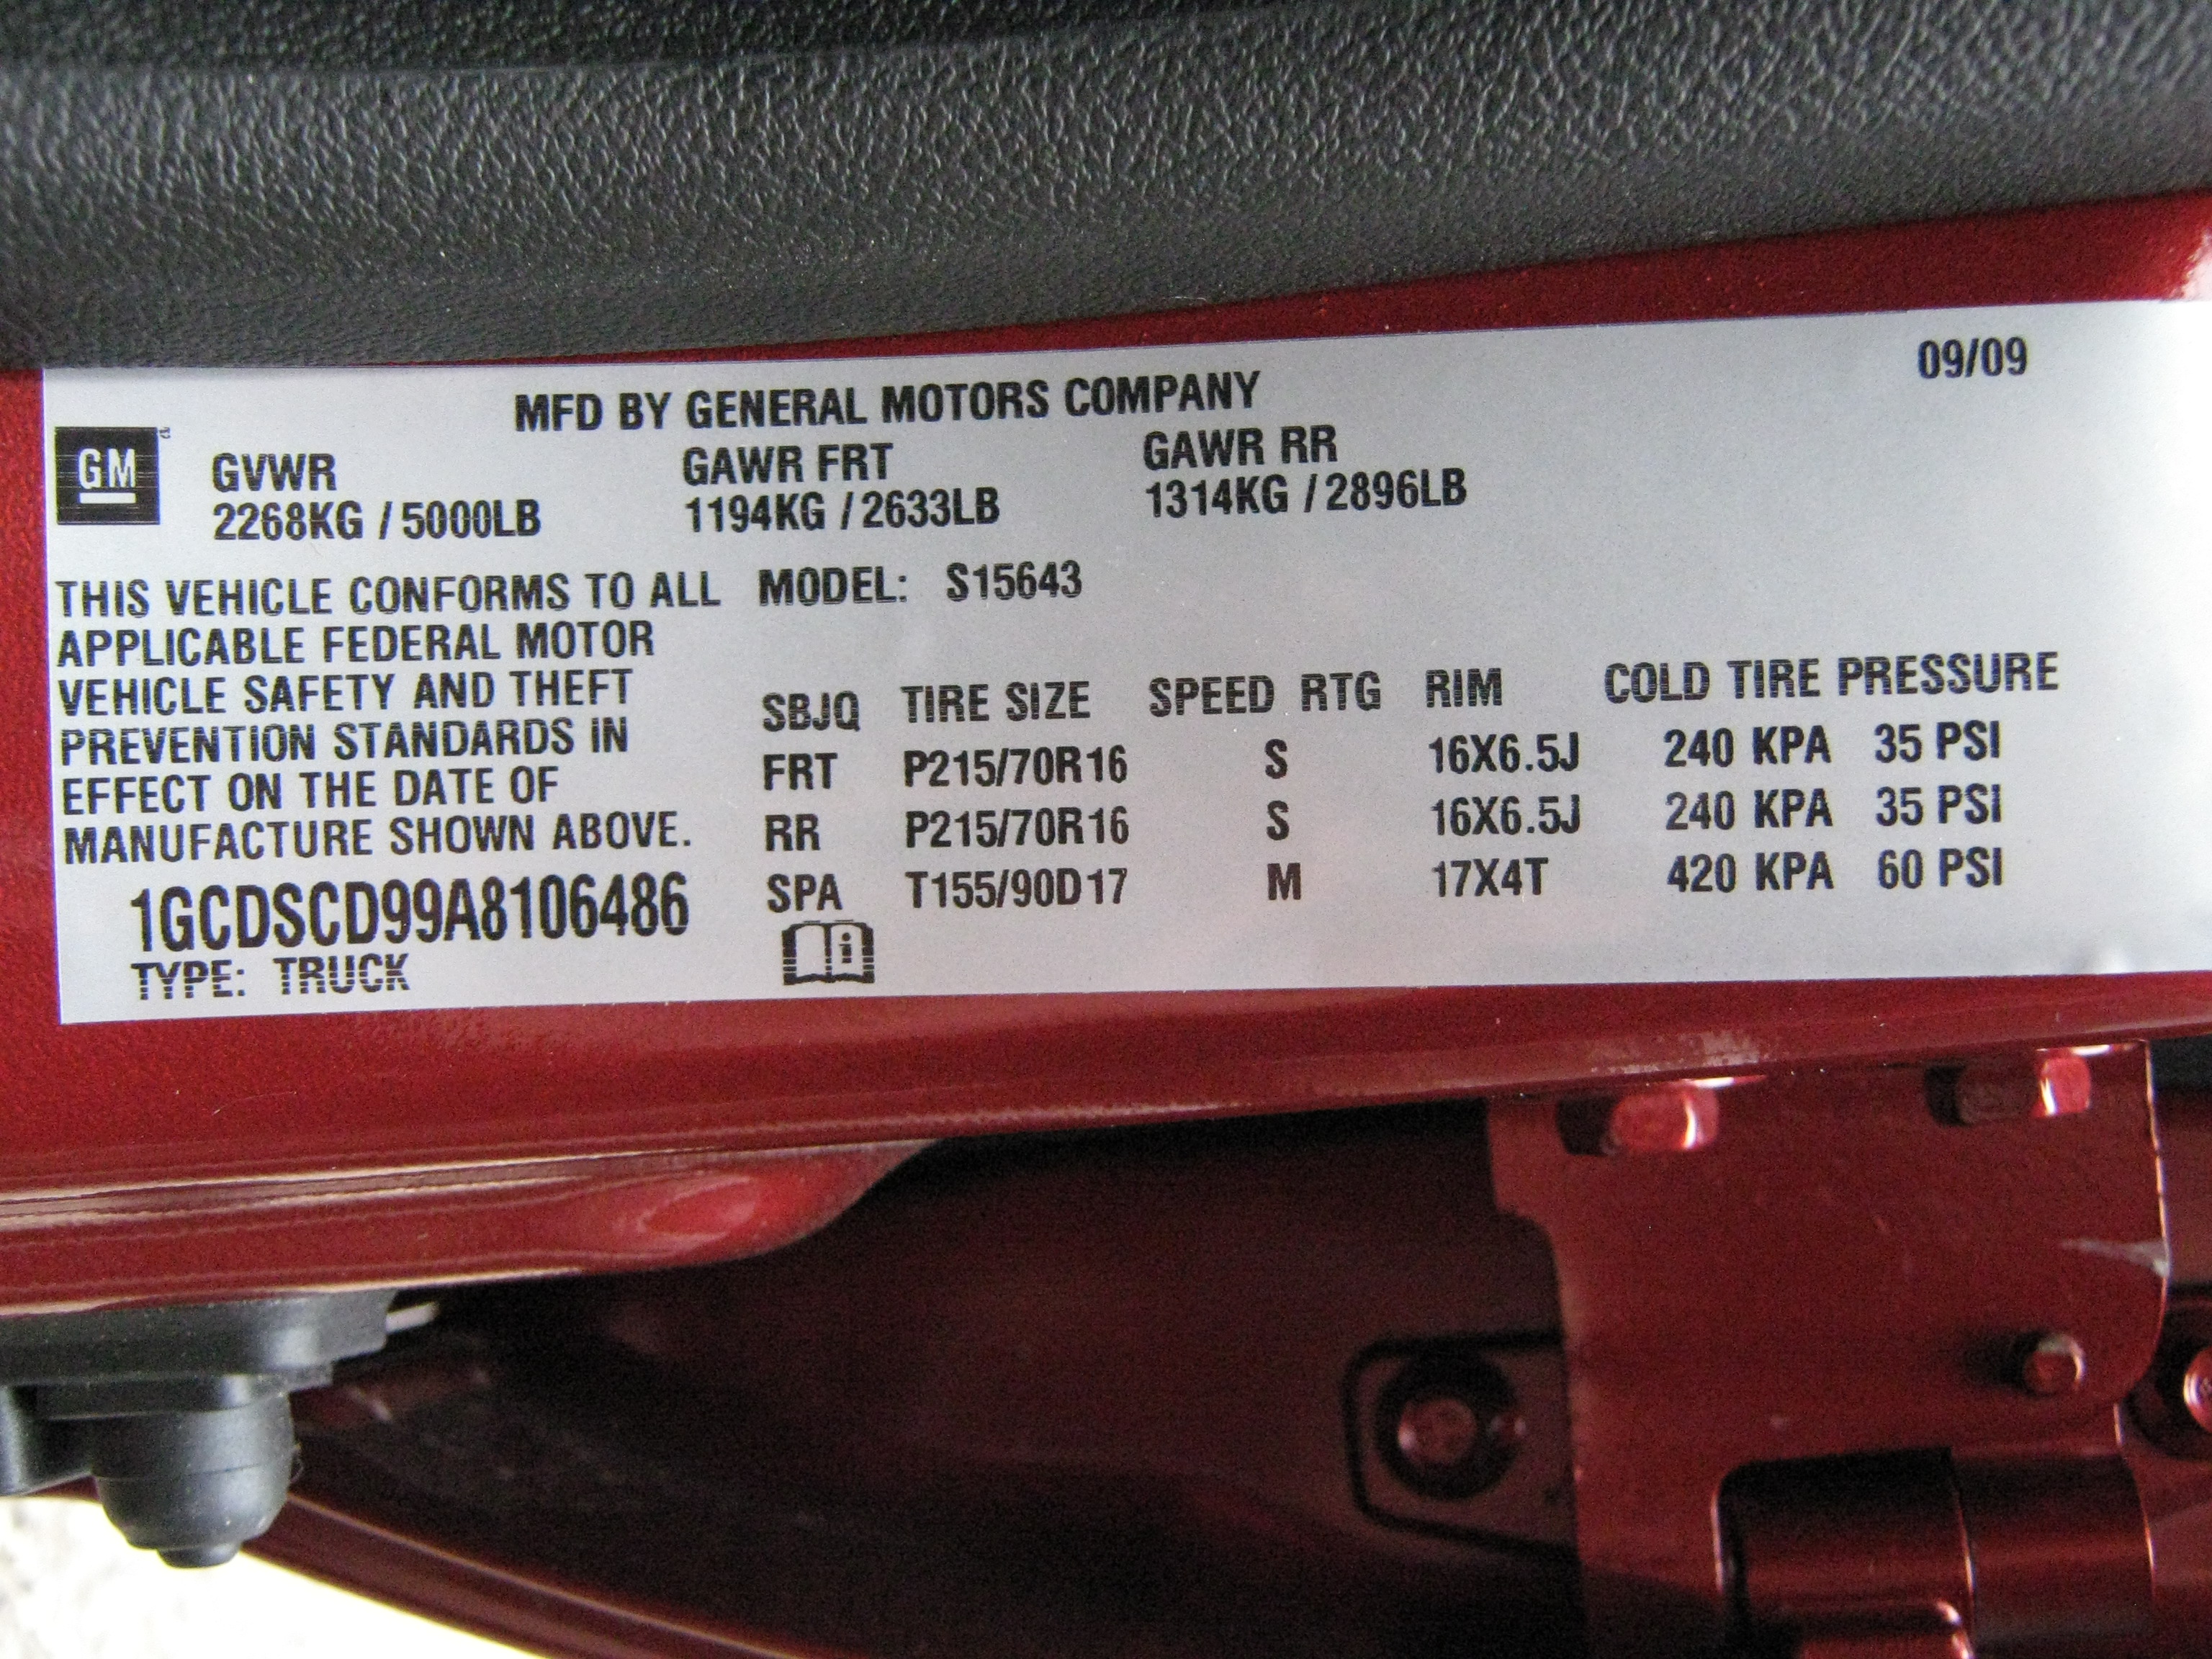 09/09
MFD BY GENERAL MOTORS COMPANY
GM
GVWR GAWR FRT GAWR RR
2268KG / 5000LB 1194KG / 2633LB 1314KG / 2896LB
THIS VEHICLE CONFORMS TO ALL
APPLICABLE FEDERAL MOTOR
VEHICLE SAFETY AND THEFT
PREVENTION STANDARDS IN
EFFECT ON THE DATE OF
MANUFACTURE SHOWN ABOVE.
1GCDSCD99A8106486
TYPE: TRUCK
MODEL: S15643
SBJQ TIRE SIZE SPEED RTG RIM COLD TIRE PRESSURE
FRT P215/70R16 S 16X6.5J 240 KPA 35 PSI
RR P215/70R16 S 16X6.5J 240 KPA 35 PSI
SPA T155/90D17 M 17X4T 420 KPA 60 PSI
i